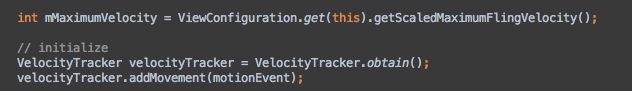 int mMaximumVelocity = ViewConfiguration.get(this).getScaledMaximumFlingVelocity();
// initialize
VelocityTracker velocityTracker = VelocityTracker.obtain();
velocityTracker.addMovement(motionEvent);